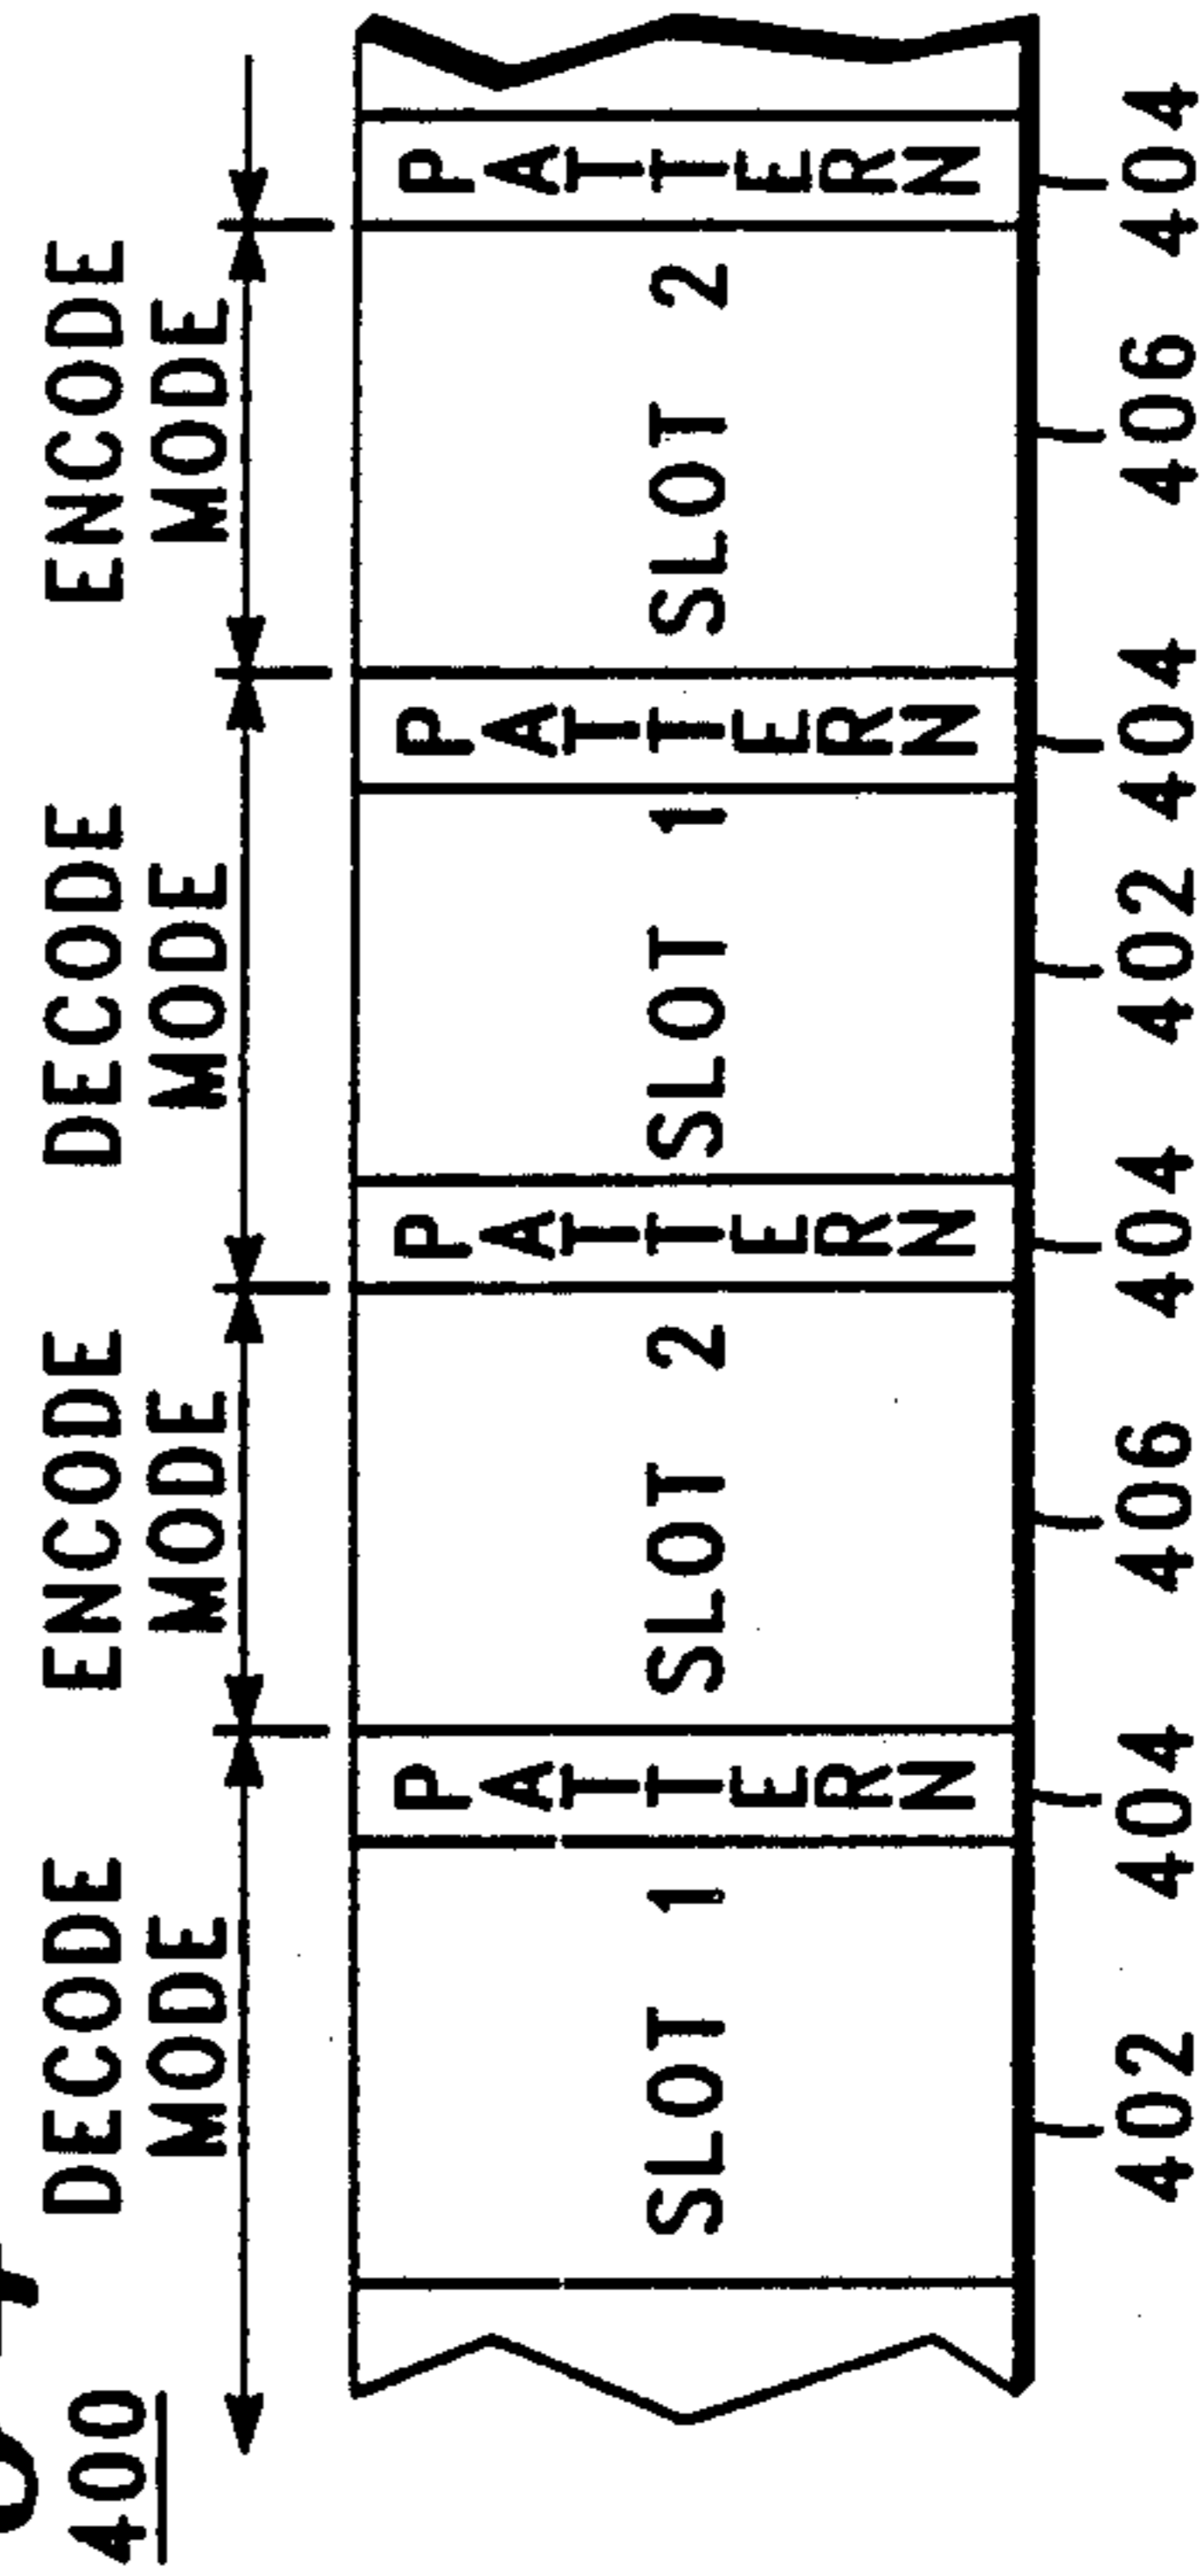 400
DECODE MODE
ENCODE MODE
DECODE MODE
ENCODE MODE
SLOT 1
PATTERN
SLOT 2
PATTERN
SLOT 1
PATTERN
SLOT 2
PATTERN
402
404
406
404
402
404
406
404